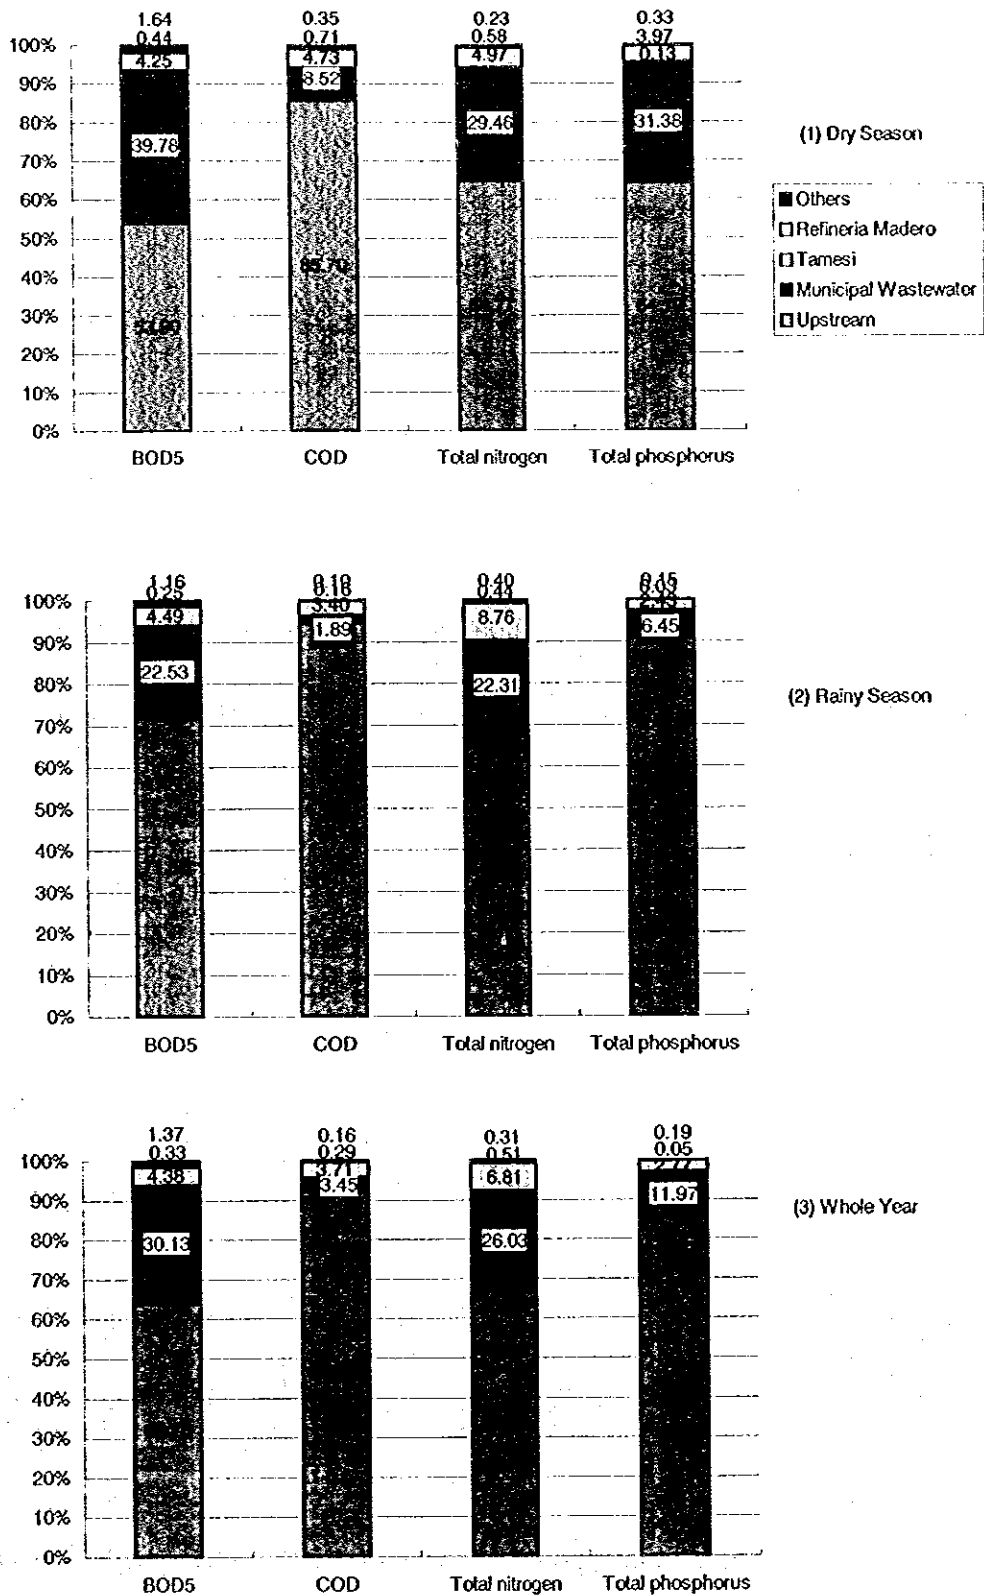 1.64 0.35 0.23 0.33
0.44 0.71 0.58 3.97
100% 4.25 4.73 4.97 0.13
90% 8.52
80% 39.78 29.46 31.38
(1) Dry Season
70%
60%
50%
40%
30%
20%
10%
0%
BOD5 COD Total nitrogen Total phosphorus
Others
Refineria Madero
Tamesi
Municipal Wastewater
Upstream
1.16 0.40
0.25 0.16 0.44
100% 4.49 3.40 8.76
90% 1.89 6.45
22.53 22.31
80%
(2) Rainy Season
70%
60%
50%
40%
30%
20%
10%
0%
BOD5 COD Total nitrogen Total phosphorus
1.37 0.16 0.31 0.19
0.33 0.29 0.51 0.05
100% 4.38 3.71 6.81 2.77
90% 3.45 11.97
(3) Whole Year
80% 30.13 26.03
70%
60%
50%
40%
30%
20%
10%
0%
BOD5 COD Total nitrogen Total phosphorus